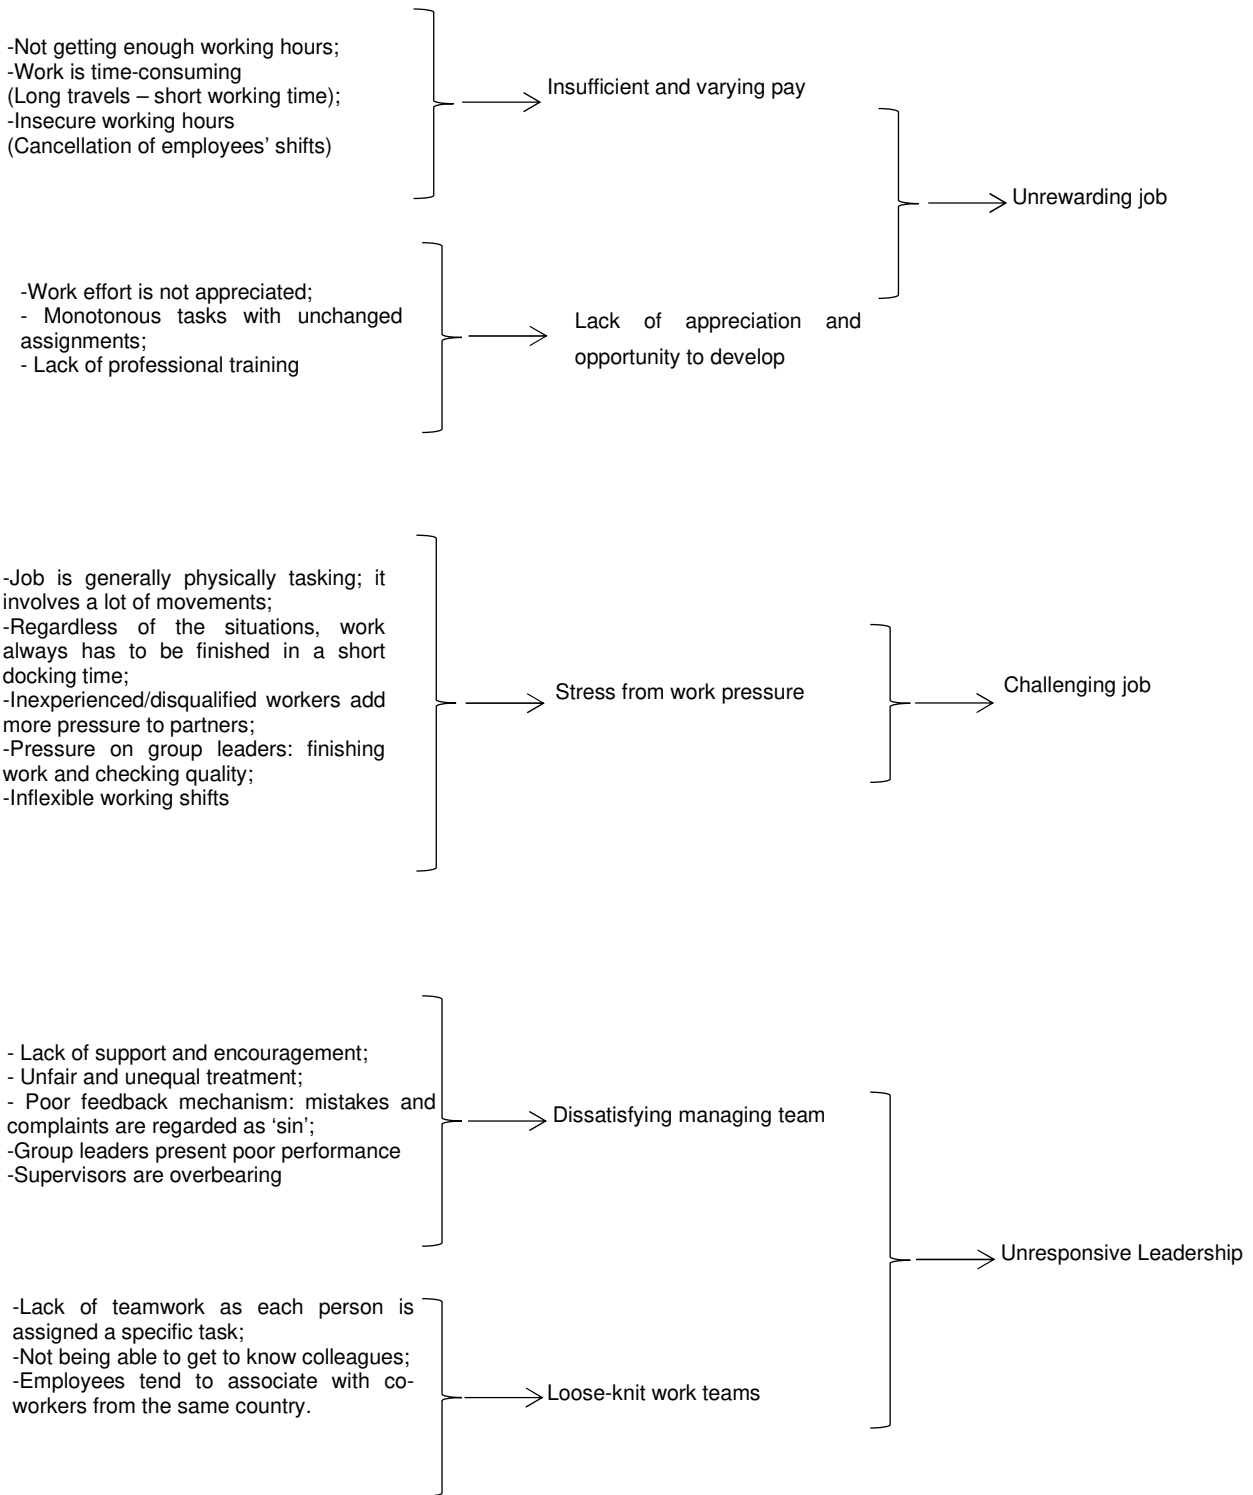 -Not getting enough working hours;
-Work is time-consuming
(Long travels – short working time);
-Insecure working hours
(Cancellation of employees’ shifts)
Insufficient and varying pay
Unrewarding job
-Work effort is not appreciated;
- Monotonous tasks with unchanged
assignments;
- Lack of professional training
Lack of appreciation and
opportunity to develop
-Job is generally physically tasking; it
involves a lot of movements;
-Regardless of the situations, work
always has to be finished in a short
docking time;
-Inexperienced/disqualified workers add
more pressure to partners;
-Pressure on group leaders: finishing
work and checking quality;
-Inflexible working shifts
Stress from work pressure
Challenging job
- Lack of support and encouragement;
- Unfair and unequal treatment;
- Poor feedback mechanism: mistakes and
complaints are regarded as ‘sin’;
-Group leaders present poor performance
-Supervisors are overbearing
Dissatisfying managing team
Unresponsive Leadership
-Lack of teamwork as each person is
assigned a specific task;
-Not being able to get to know colleagues;
-Employees tend to associate with co-
workers from the same country.
Loose-knit work teams